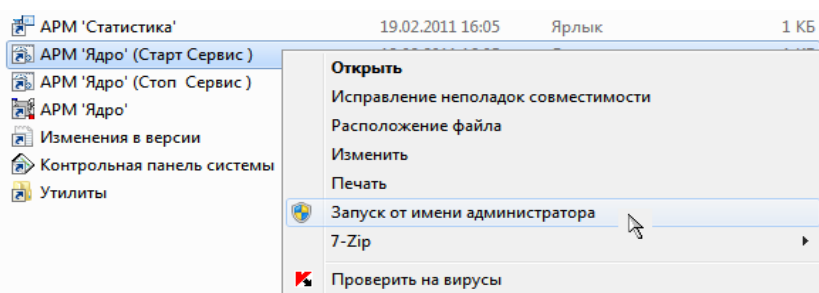 АРМ 'Статистика' 19.02.2011 16:05 Ярлык 1 КБ
АРМ 'Ядро' (Старт Сервис )
Открыть
АРМ 'Ядро' (Стоп Сервис )
Исправление неполадок совместимости
АРМ 'Ядро'
Расположение файла
Изменения в версии
Изменить
Контрольная панель системы
Печать
Утилиты
Запуск от имени администратора
7-Zip
Проверить на вирусы